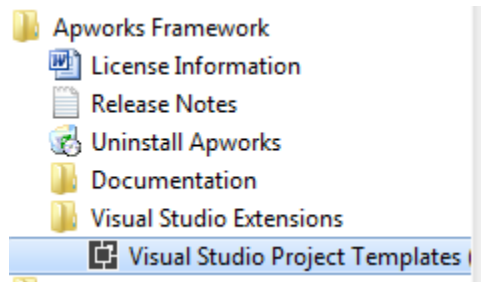 Apworks Framework
License Information
Release Notes
Uninstall Apworks
Documentation
Visual Studio Extensions
Visual Studio Project Templates (